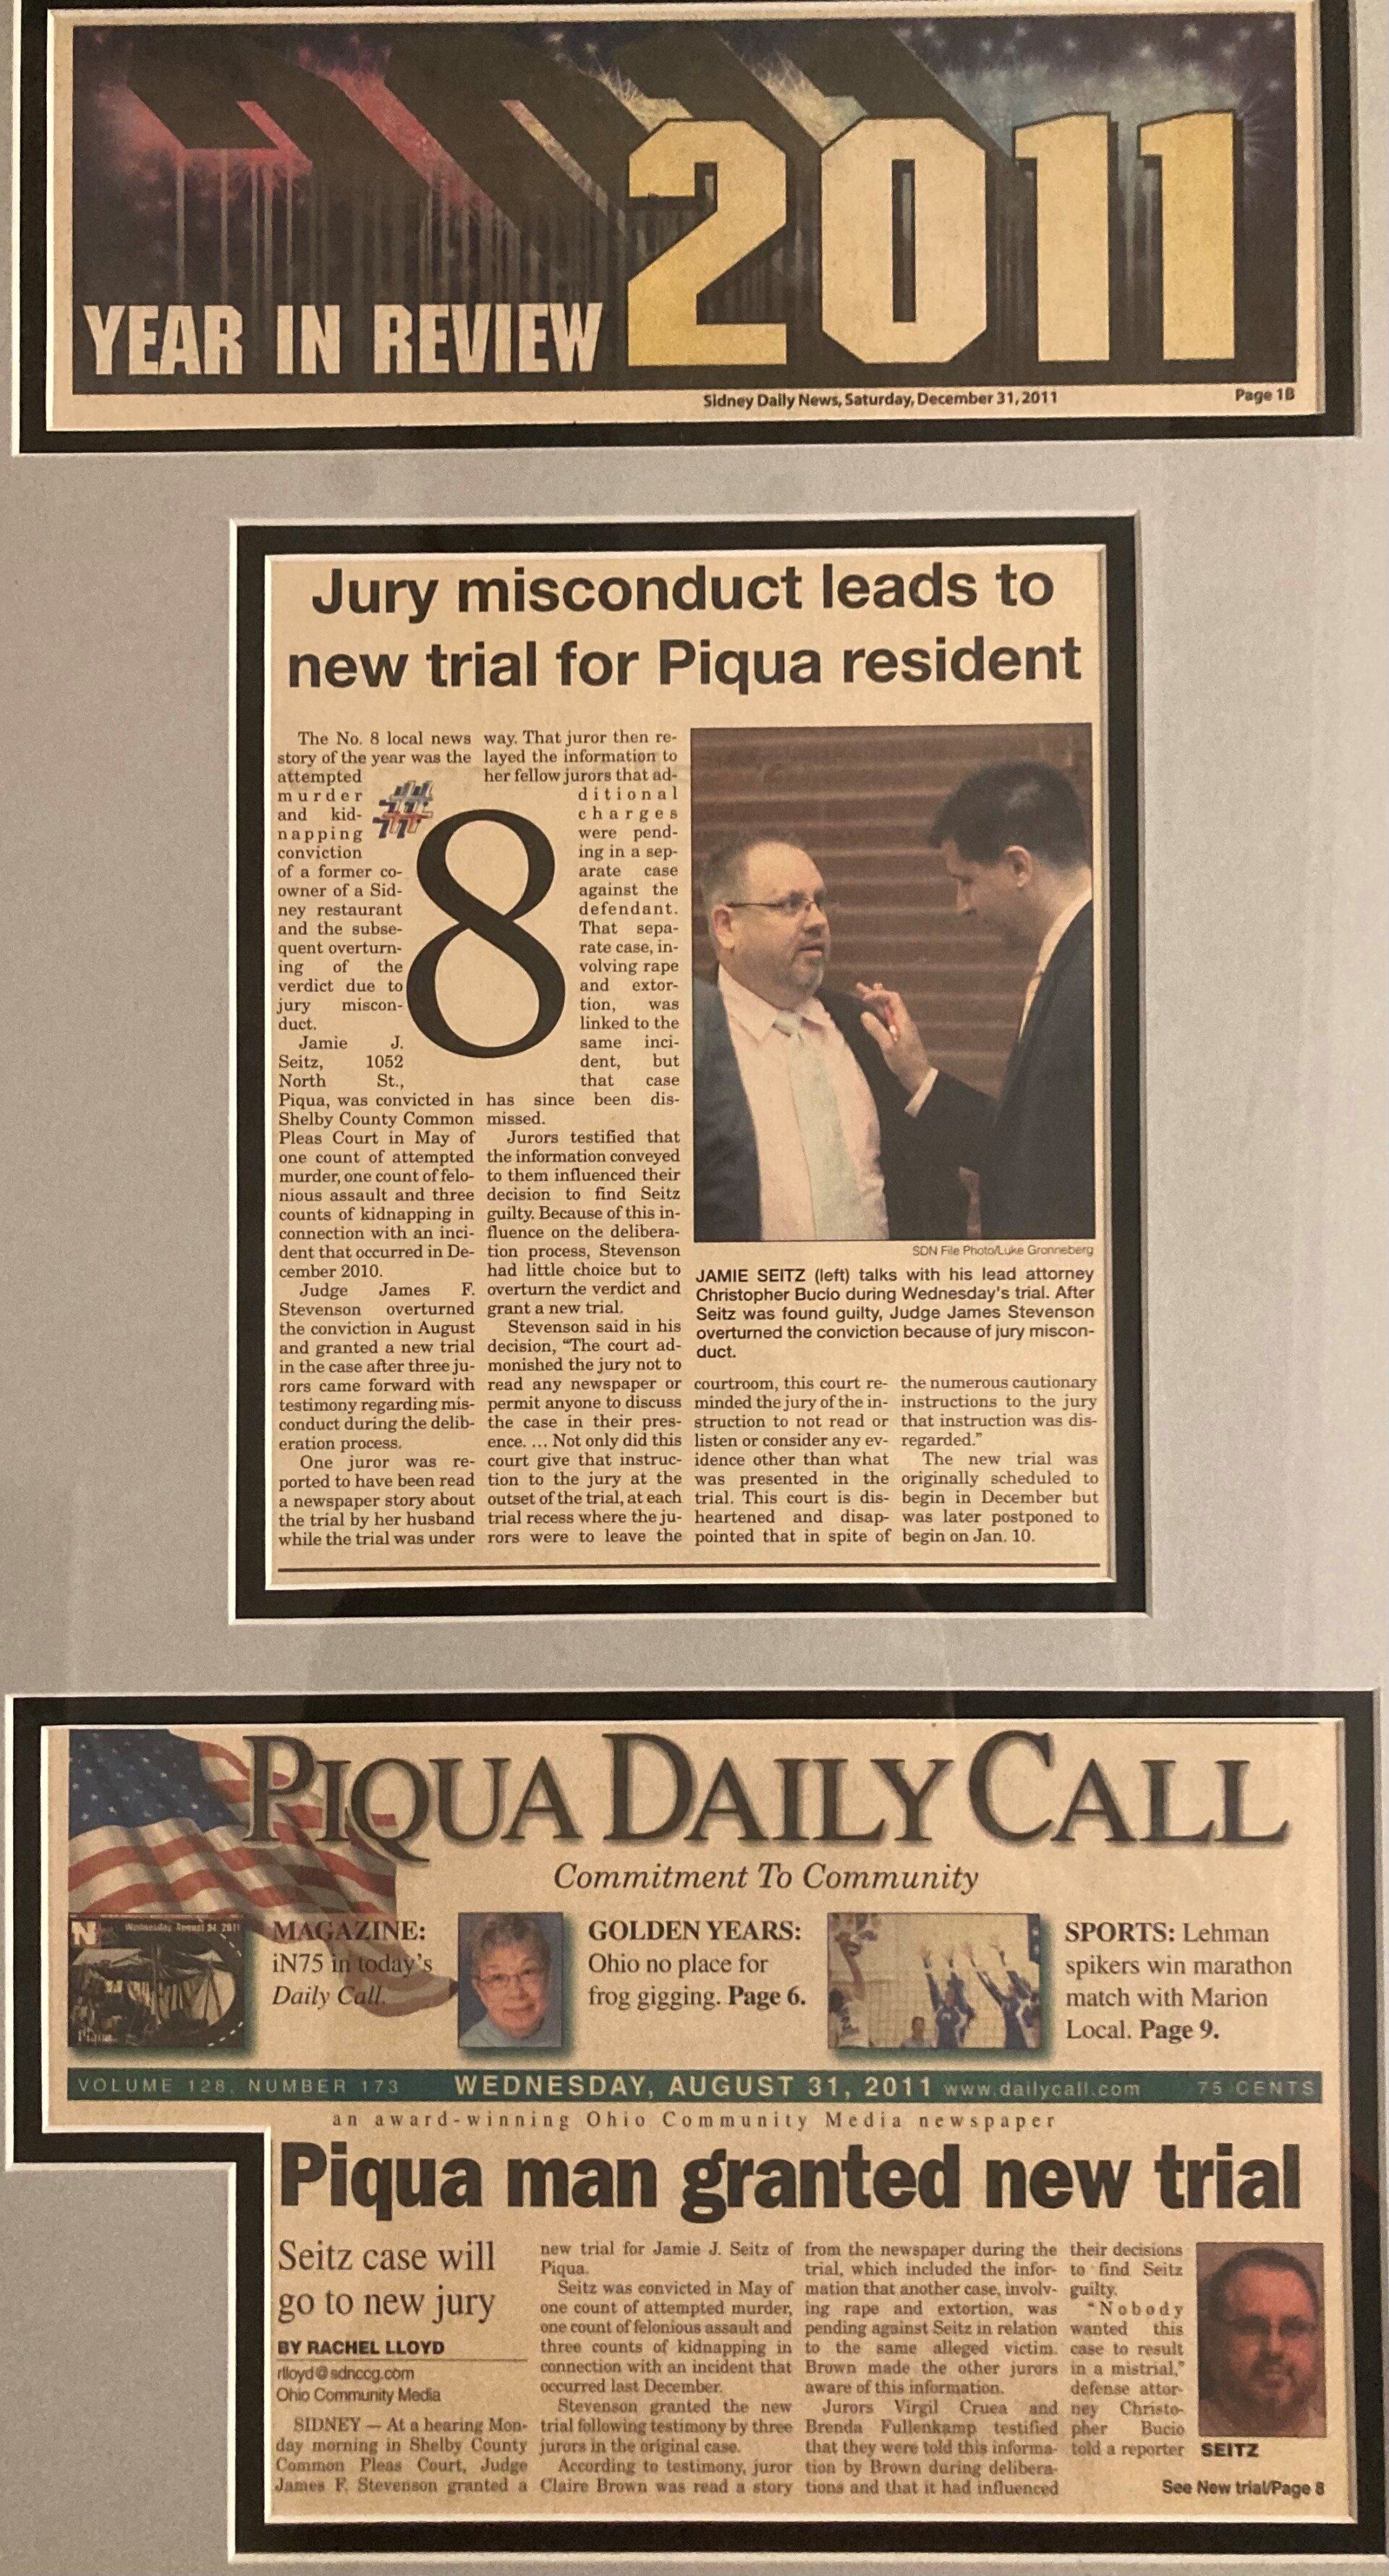 YEAR IN REVIEW 2011
Sidney Daily News, Saturday, December 31, 2011
Page 1B
Jury misconduct leads to
new trial for Piqua resident
#8
The No. 8 local news
story of the year was the
attempted
murder
and kid-
napping
conviction
of a former co-
owner of a Sid-
ney restaurant
and the subse-
quent overturn-
ing of the
verdict due to
jury miscon-
duct.
Jamie J.
Seitz, 1052
North St.,
Piqua, was convicted in
Shelby County Common
Pleas Court in May of
one count of attempted
murder, one count of felo-
nious assault and three
counts of kidnapping in
connection with an inci-
dent that occurred in De-
cember 2010.
Judge James F.
Stevenson overturned
the conviction in August
and granted a new trial
in the case after three ju-
rors came forward with
testimony regarding mis-
conduct during the delib-
eration process.
One juror was re-
ported to have been read
a newspaper story about
the trial by her husband
while the trial was under
way. That juror then re-
layed the information to
her fellow jurors that ad-
ditional
charges
were pend-
ing in a sep-
arate case
against the
defendant.
That sepa-
rate case, in-
volving rape
and extor-
tion, was
linked to the
same inci-
dent, but
that case
has since been dis-
missed.
Jurors testified that
the information conveyed
to them influenced their
decision to find Seitz
guilty. Because of this in-
fluence on the delibera-
tion process, Stevenson
had little choice but to
overturn the verdict and
grant a new trial.
Stevenson said in his
decision, “The court ad-
monished the jury not to
read any newspaper or
permit anyone to discuss
the case in their pres-
ence. ... Not only did this
court give that instruc-
tion to the jury at the
outset of the trial, at each
trial recess where the ju-
rors were to leave the
SDN File Photo/Luke Gronneberg
JAMIE SEITZ (left) talks with his lead attorney
Christopher Bucio during Wednesday's trial. After
Seitz was found guilty, Judge James Stevenson
overturned the conviction because of jury miscon-
duct.
courtroom, this court re-
minded the jury of the in-
struction to not read or
listen or consider any ev-
idence other than what
was presented in the
trial. This court is dis-
heartened and disap-
pointed that in spite of
the numerous cautionary
instructions to the jury
that instruction was dis-
regarded.”
The new trial was
originally scheduled to
begin in December but
was later postponed to
begin on Jan. 10.
PIQUA DAILY CALL
Commitment To Community
Wednesday, August 24, 2011
MAGAZINE:
iN75 in today's
Daily Call.
GOLDEN YEARS:
Ohio no place for
frog gigging. Page 6.
SPORTS: Lehman
spikers win marathon
match with Marion
Local. Page 9.
VOLUME 128, NUMBER 173
WEDNESDAY, AUGUST 31, 2011
www.dailycall.com
75 CENTS
an award-winning Ohio Community Media newspaper
Piqua man granted new trial
Seitz case will
go to new jury
BY RACHEL LLOYD
rlloyd@sdnccg.com
Ohio Community Media
SIDNEY — At a hearing Mon-
day morning in Shelby County
Common Pleas Court, Judge
James F. Stevenson granted a
new trial for Jamie J. Seitz of
Piqua.
Seitz was convicted in May of
one count of attempted murder,
one count of felonious assault and
three counts of kidnapping in
connection with an incident that
occurred last December.
Stevenson granted the new
trial following testimony by three
jurors in the original case.
According to testimony, juror
Claire Brown was read a story
from the newspaper during the
trial, which included the infor-
mation that another case, involv-
ing rape and extortion, was
pending against Seitz in relation
to the same alleged victim.
Brown made the other jurors
aware of this information.
Jurors Virgil Cruea and
Brenda Fullenkamp testified
that they were told this informa-
tion by Brown during delibera-
tions and that it had influenced
their decisions
to find Seitz
guilty.
“Nobody
wanted this
case to result
in a mistrial,”
defense attor-
ney Christo-
pher Bucio
told a reporter
SEITZ
See New trial/Page 8